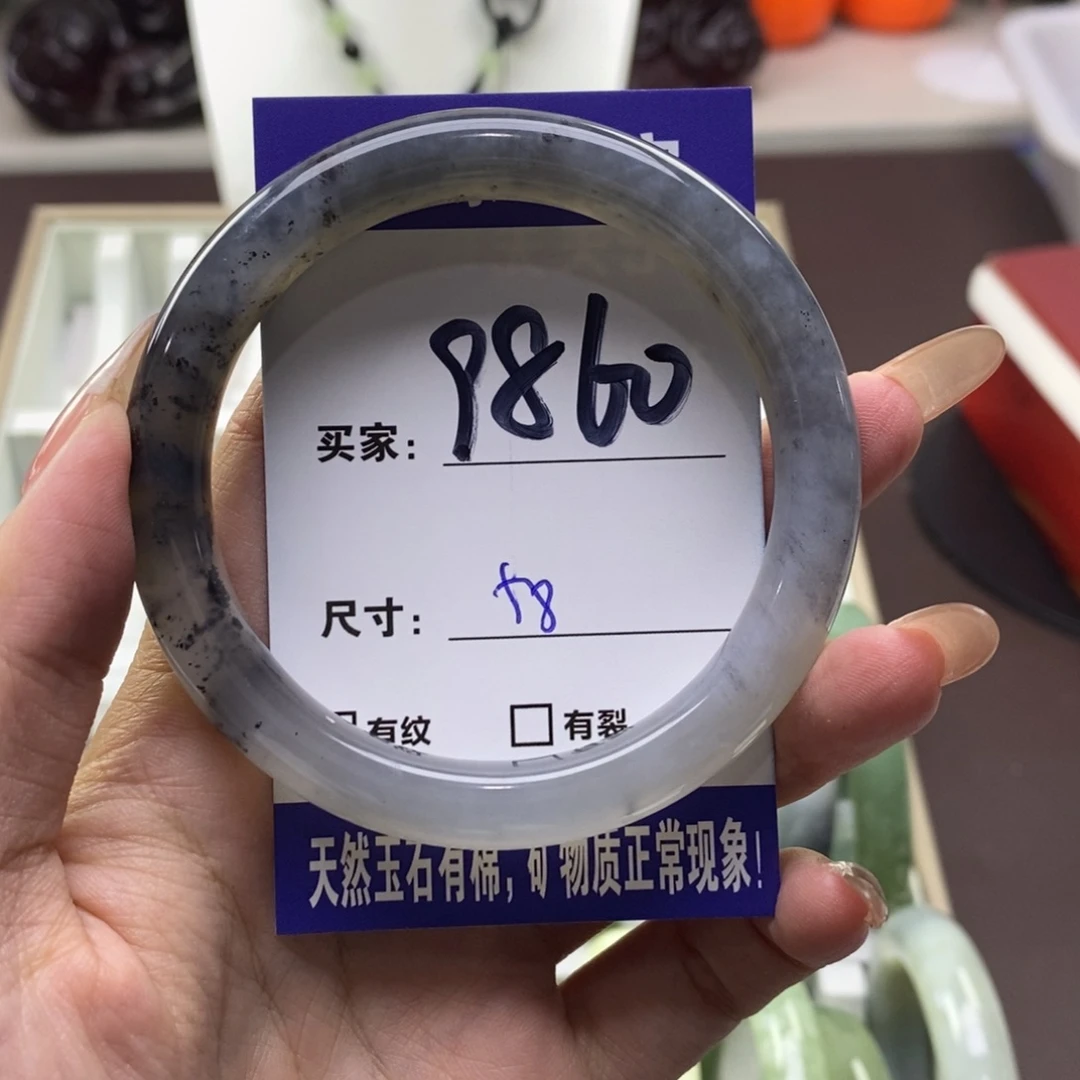 买家: 9860
尺寸: 58
有纹 □ 有裂
天然玉石有棉, 矿物质正常现象!